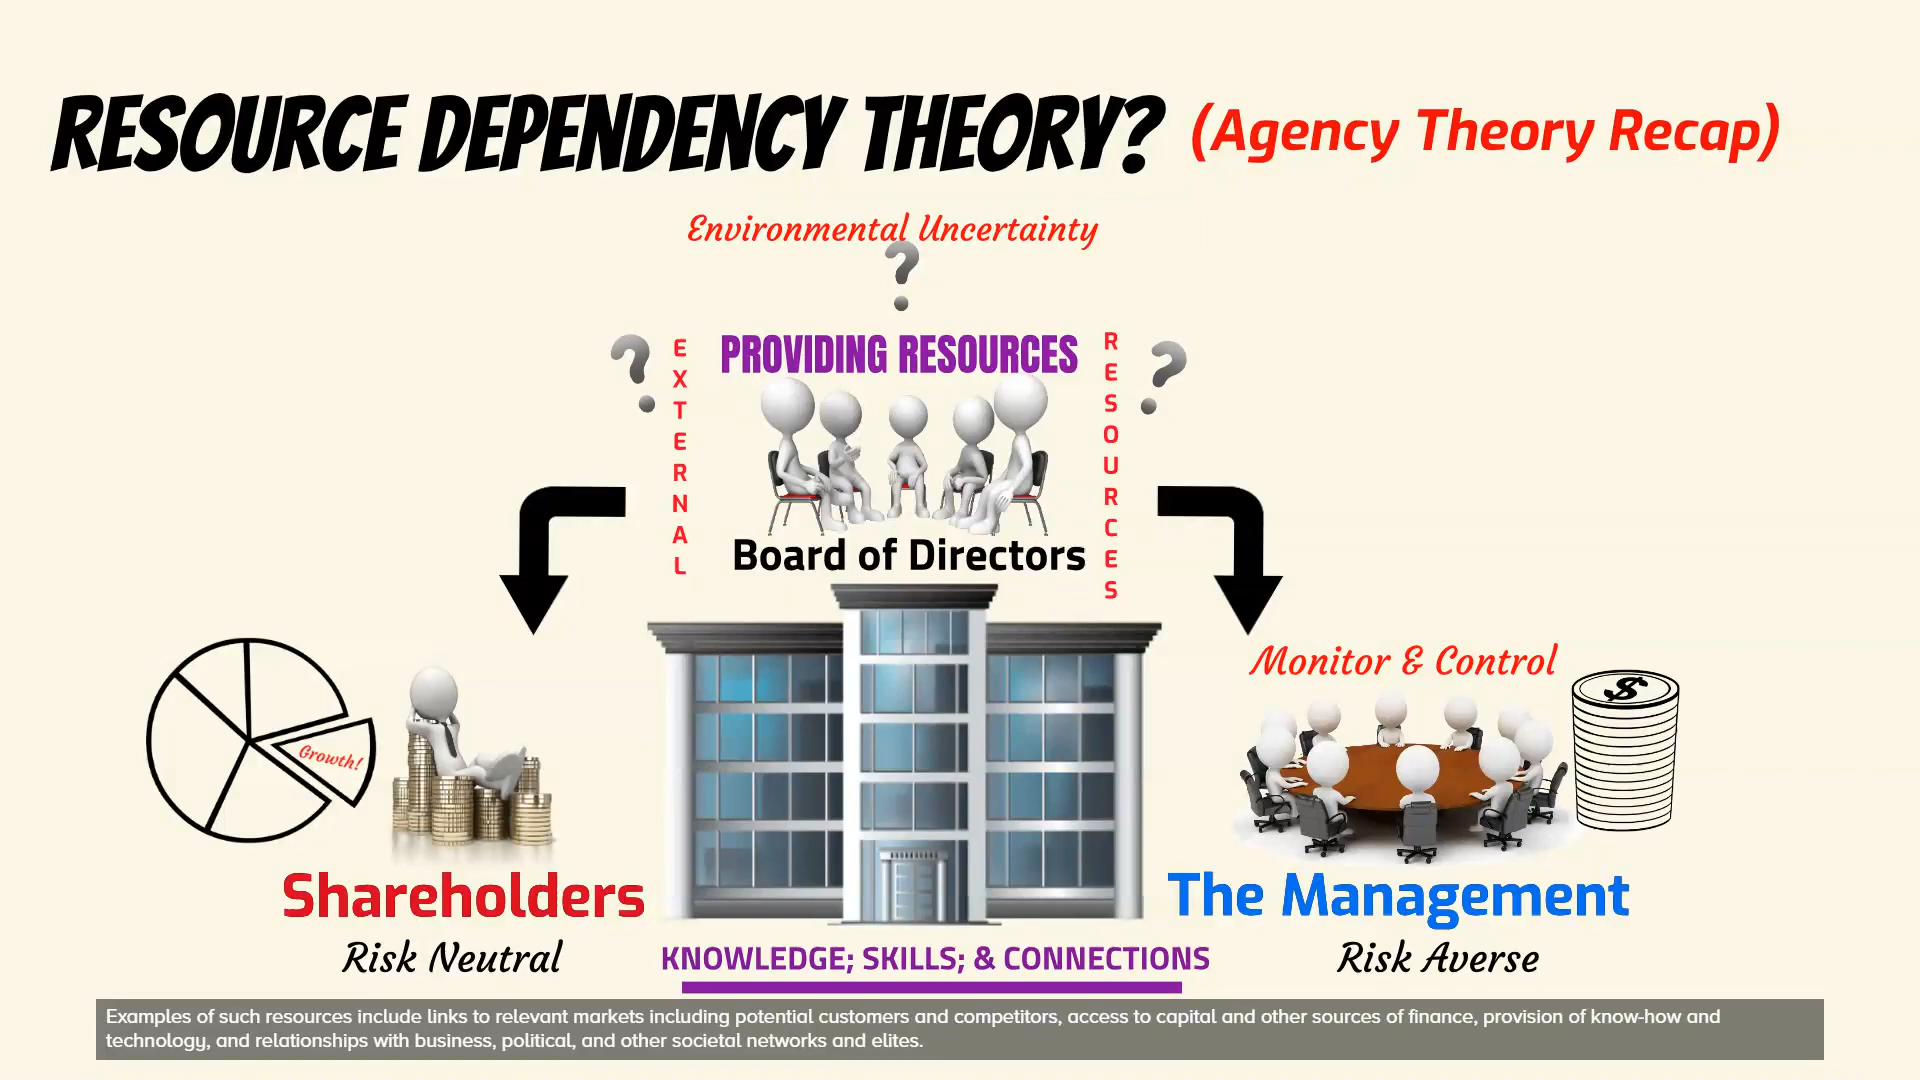 RESOURCE DEPENDENCY THEORY? (Agency Theory Recap)
Environmental Uncertainty
EXTERNAL
PROVIDING RESOURCES
RESOURCES
Board of Directors
Growth!
Monitor & Control
$
Shareholders
The Management
Risk Neutral
KNOWLEDGE; SKILLS; & CONNECTIONS
Risk Averse
Examples of such resources include links to relevant markets including potential customers and competitors, access to capital and other sources of finance, provision of know-how and
technology, and relationships with business, political, and other societal networks and elites.